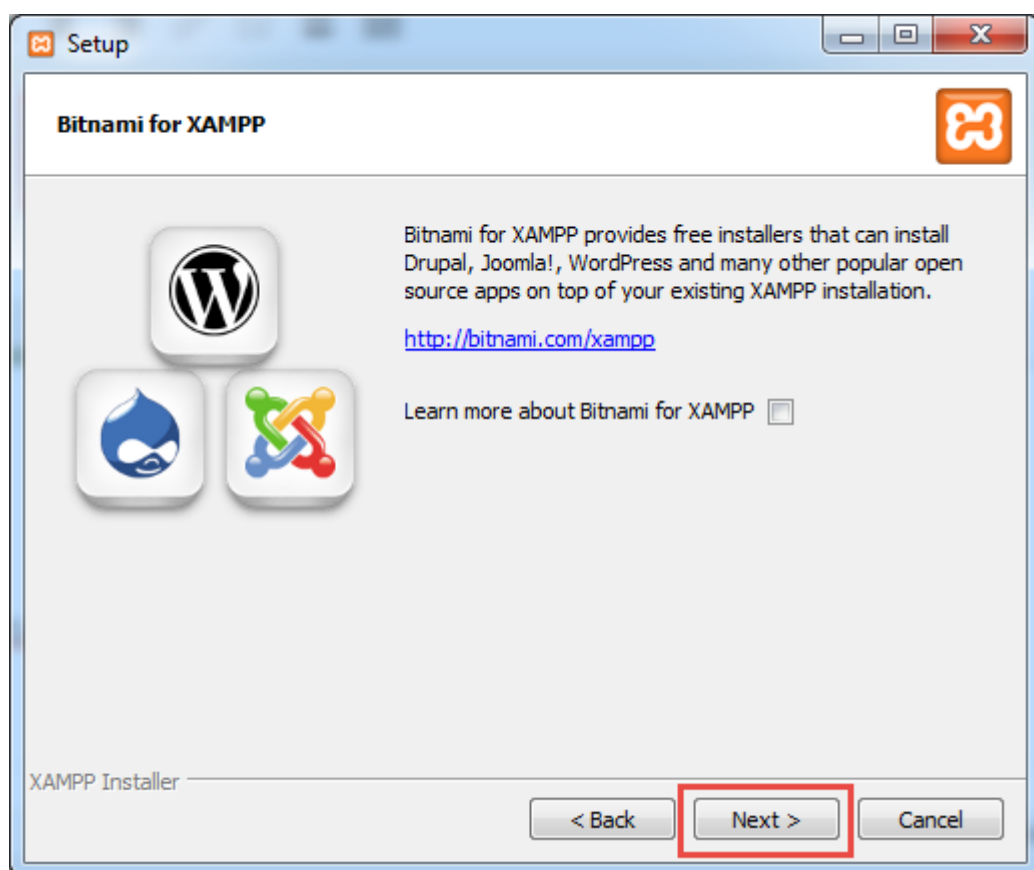 Setup
Bitnami for XAMPP
Bitnami for XAMPP provides free installers that can install
Drupal, Joomla!, WordPress and many other popular open
source apps on top of your existing XAMPP installation.
http://bitnami.com/xampp
Learn more about Bitnami for XAMPP
XAMPP Installer
< Back
Next >
Cancel